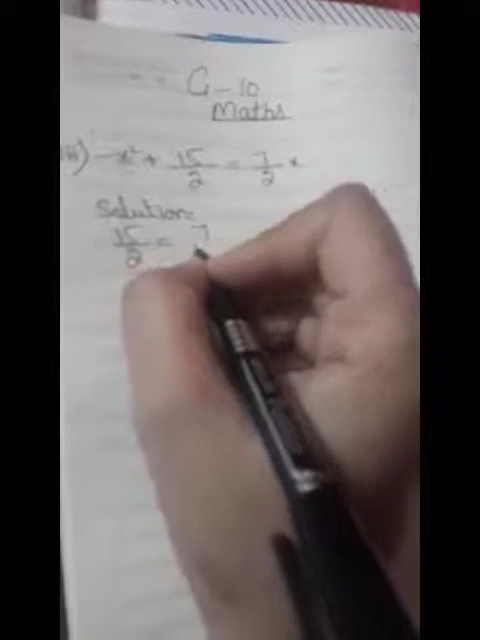 G-10
Maths
iii) -x² + 15/2 = 7/2 x
Solution:
15/2 = 7